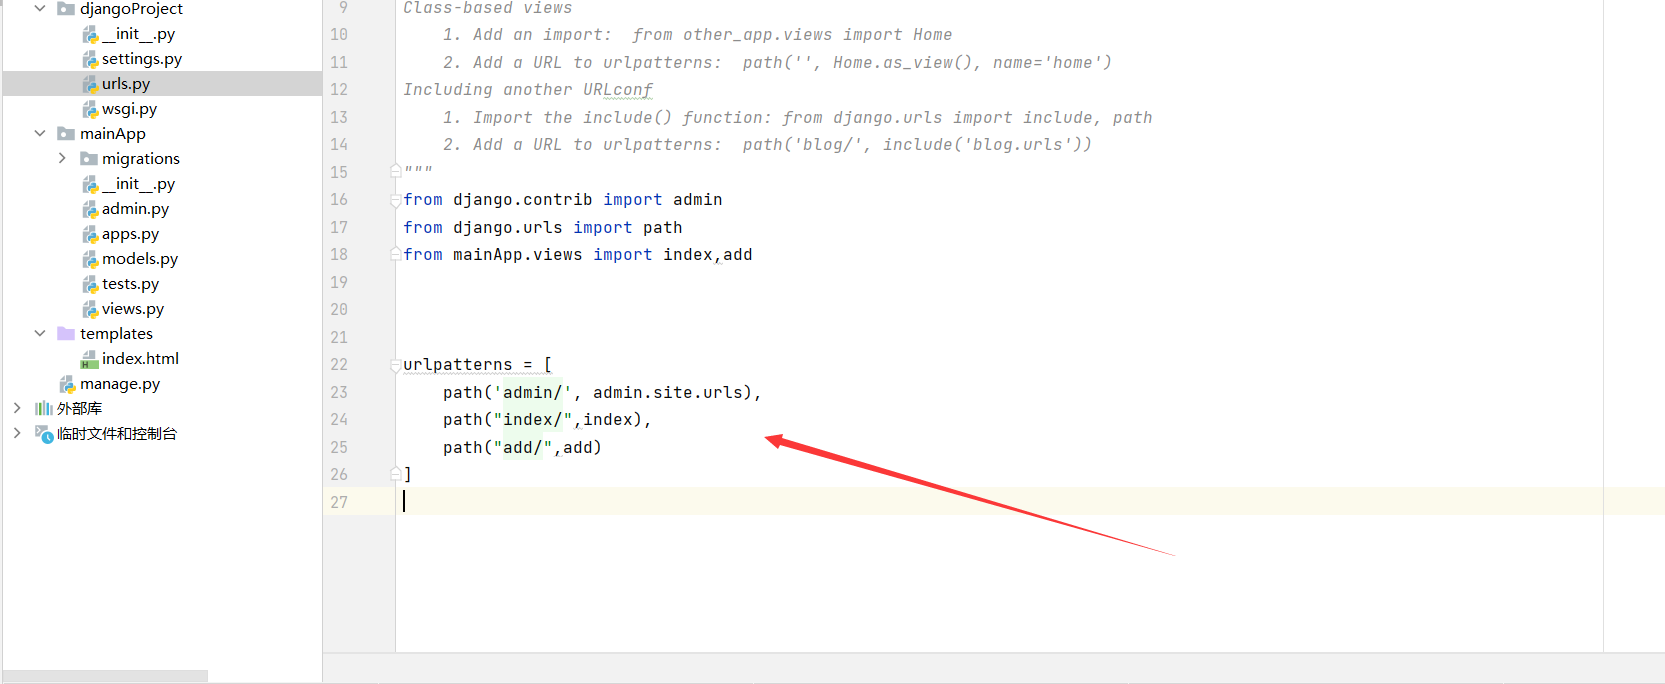 djangoProject
__init__.py
settings.py
urls.py
wsgi.py
mainApp
migrations
__init__.py
admin.py
apps.py
models.py
tests.py
views.py
templates
index.html
manage.py
外部库
临时文件和控制台
9 Class-based views
10     1. Add an import:  from other_app.views import Home
11     2. Add a URL to urlpatterns:  path('', Home.as_view(), name='home')
12 Including another URLconf
13     1. Import the include() function: from django.urls import include, path
14     2. Add a URL to urlpatterns:  path('blog/', include('blog.urls'))
15 """
16 from django.contrib import admin
17 from django.urls import path
18 from mainApp.views import index,add
19
20
21
22 urlpatterns = [
23     path('admin/', admin.site.urls),
24     path("index/",index),
25     path("add/",add)
26 ]
27